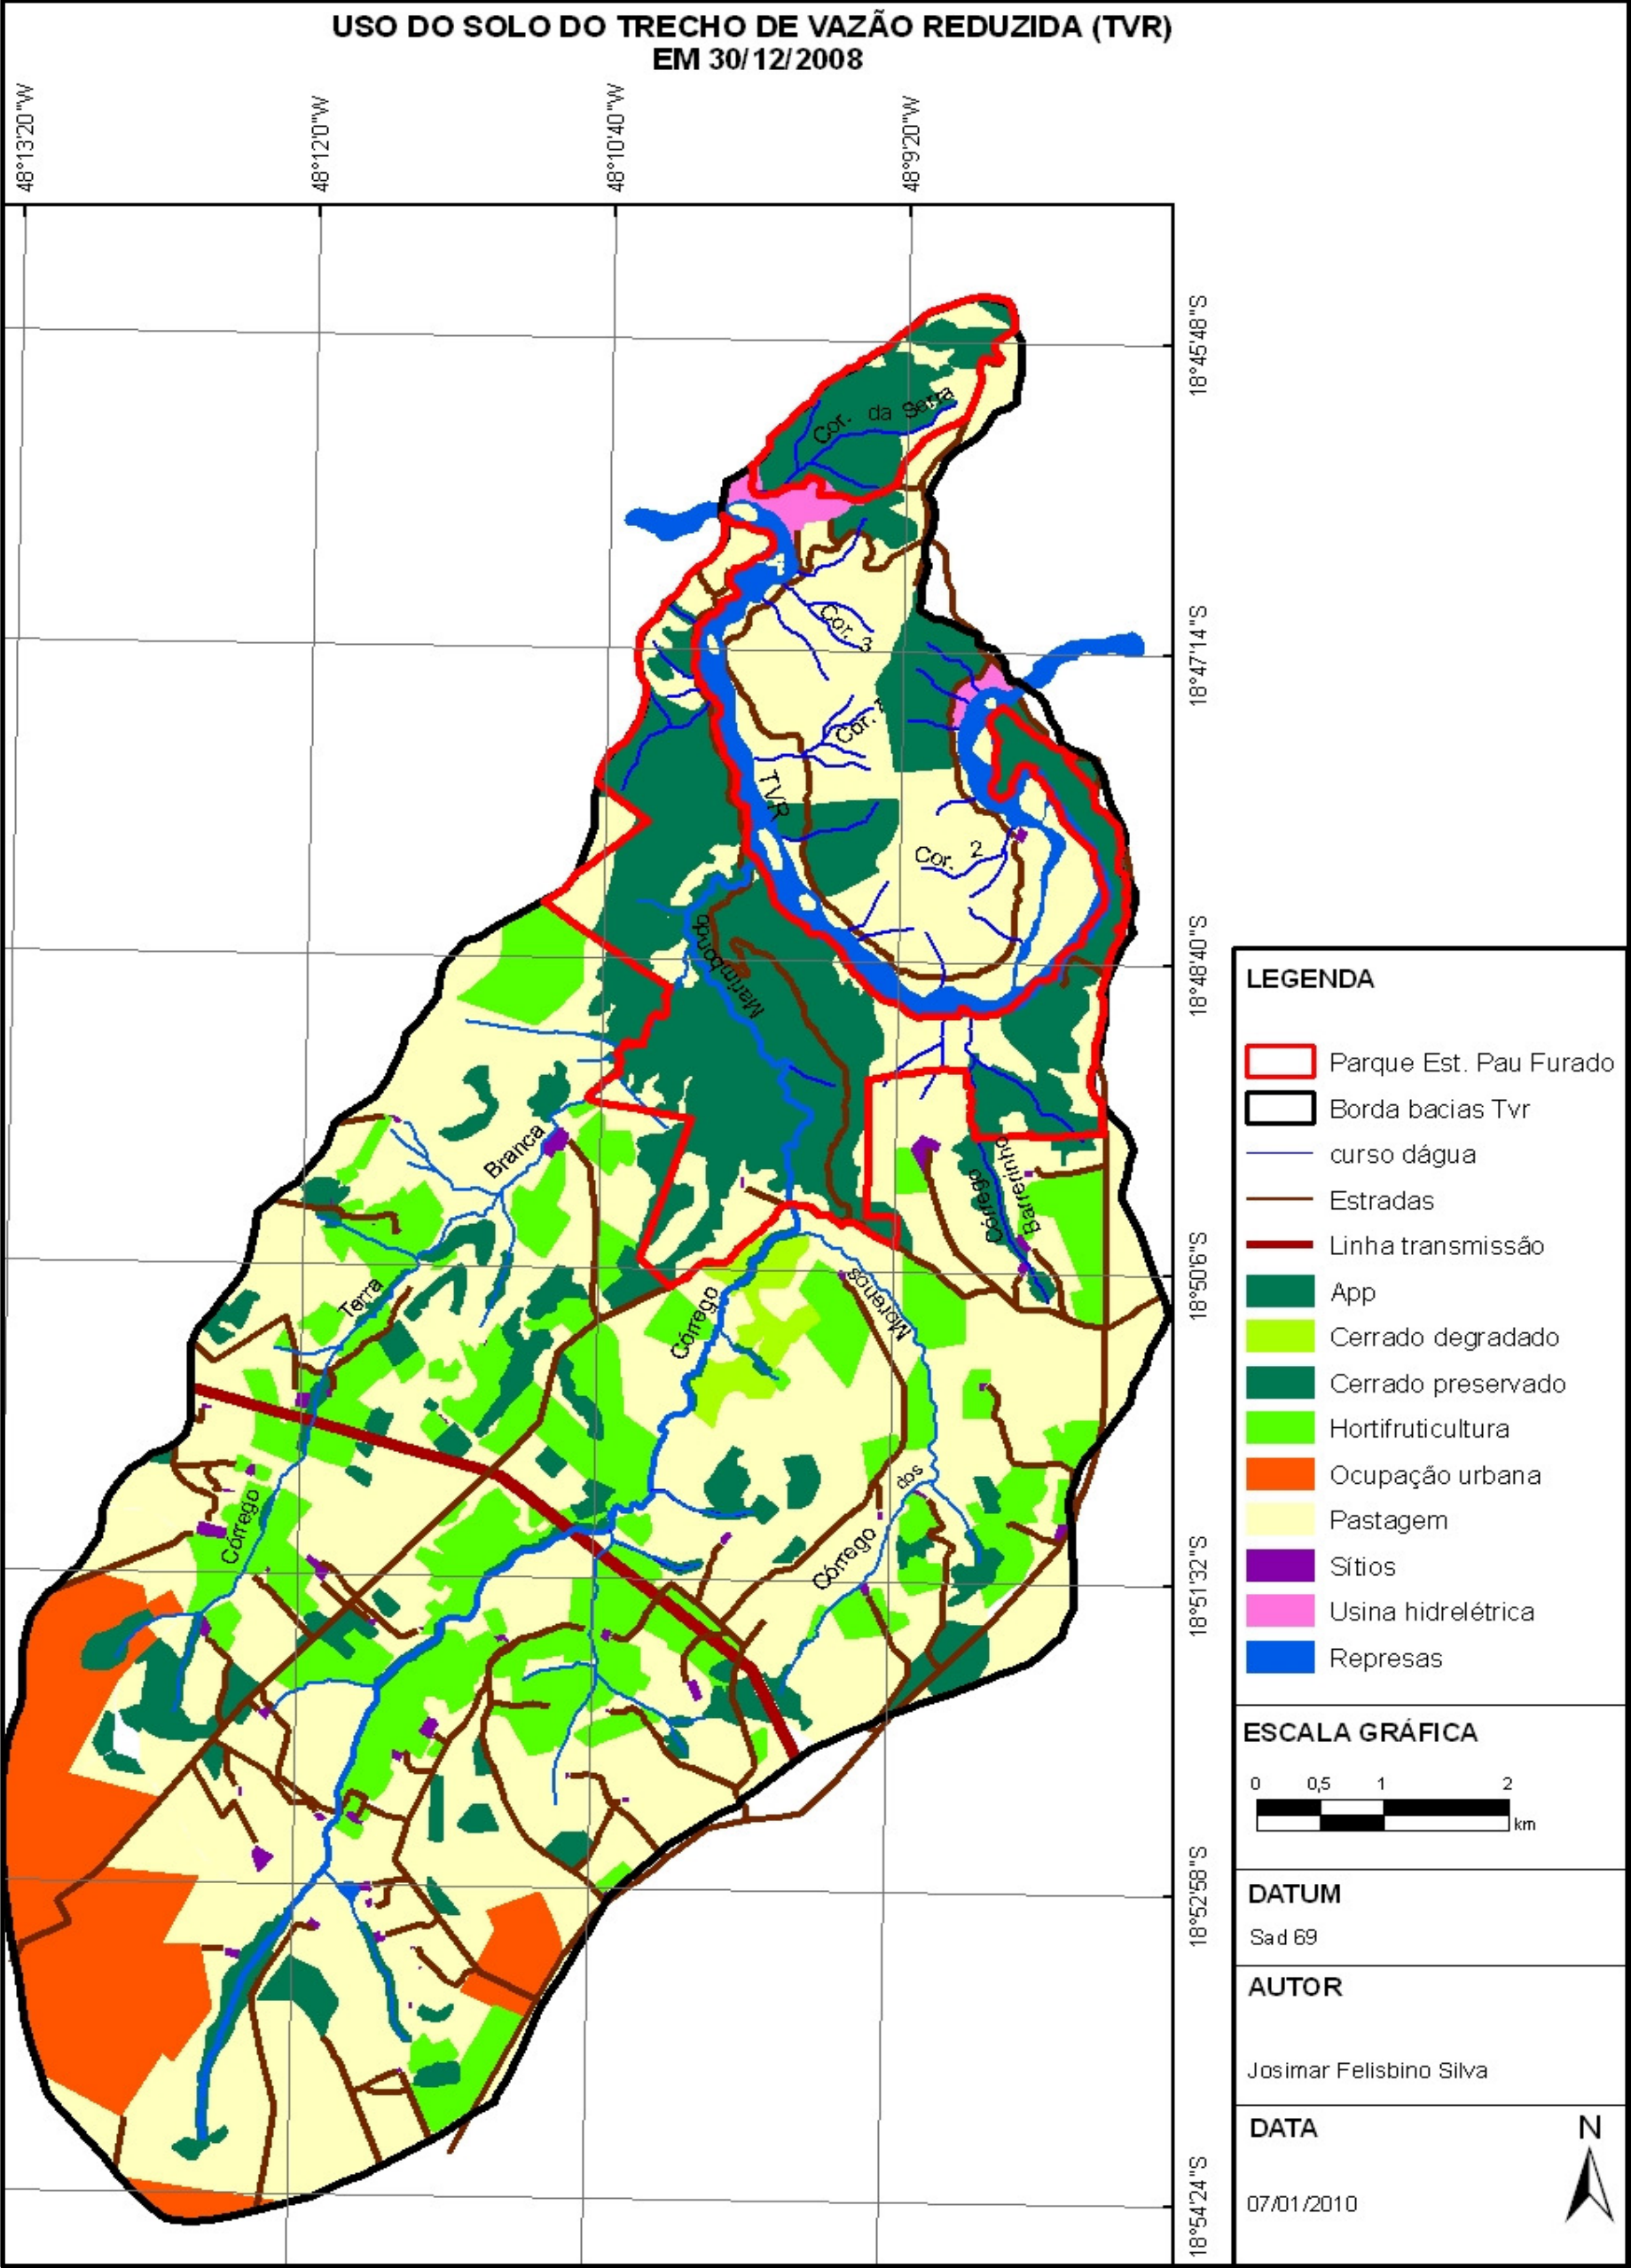 USO DO SOLO DO TRECHO DE VAZÃO REDUZIDA (TVR)
EM 30/12/2008
48°13'20"W
48°12'0"W
48°10'40"W
48°9'20"W
18°45'48"S
18°47'14"S
18°48'40"S
18°50'6"S
18°51'32"S
18°52'58"S
18°54'24"S
Cor. da Serra
Cor. 3
Cor. 1
TVR
Cor. 2
Marimbondo
Branca
Córrego
Barreirinho
Terra
Córrego
Morenos
dos
Córrego
Córrego
LEGENDA
Parque Est. Pau Furado
Borda bacias Tvr
curso dágua
Estradas
Linha transmissão
App
Cerrado degradado
Cerrado preservado
Hortifruticultura
Ocupação urbana
Pastagem
Sítios
Usina hidrelétrica
Represas
ESCALA GRÁFICA
0 0,5 1 2
km
DATUM
Sad 69
AUTOR
Josimar Felisbino Silva
DATA
N
07/01/2010